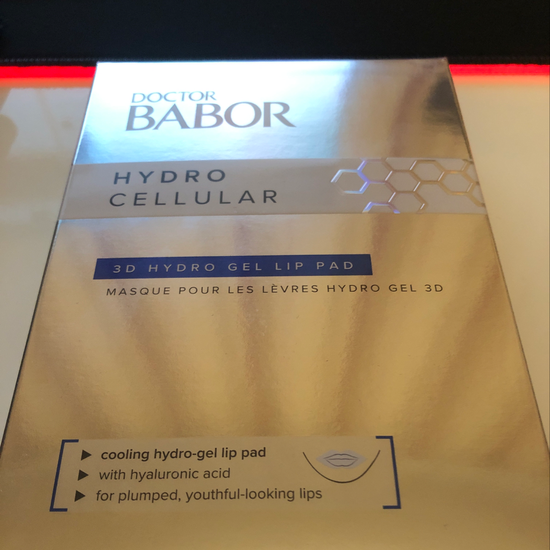 DOCTOR
BABOR
HYDRO
CELLULAR
3D HYDRO GEL LIP PAD
MASQUE POUR LES LÈVRES HYDRO GEL 3D
cooling hydro-gel lip pad
with hyaluronic acid
for plumped, youthful-looking lips